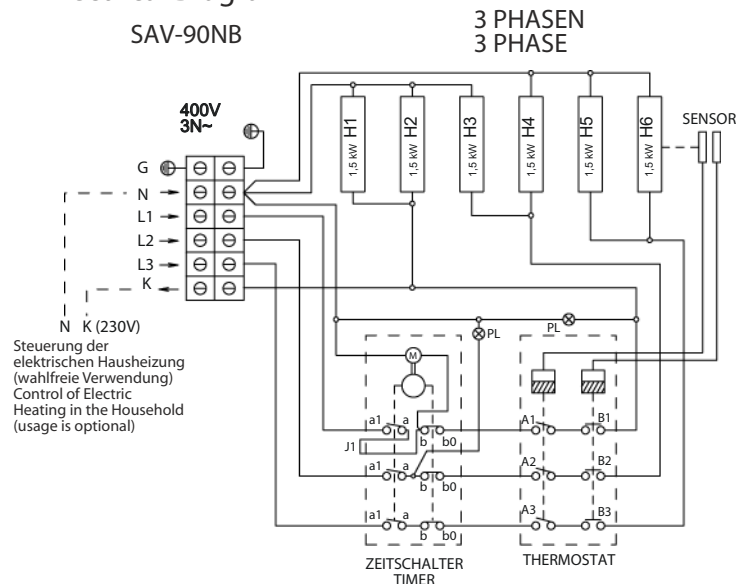 SAV-90NB
3 PHASEN
3 PHASE
400V
3N~
G
N
L1
L2
L3
K
H1
1,5 kW
H2
1,5 kW
H3
1,5 kW
H4
1,5 kW
H5
1,5 kW
H6
1,5 kW
SENSOR
N K (230V)
Steuerung der
elektrischen Hausheizung
(wahlfreie Verwendung)
Control of Electric
Heating in the Household
(usage is optional)
PL
PL
M
a1 a b b0
J1
a1 a b b0
a1 a b b0
A1 B1
A2 B2
A3 B3
ZEITSCHALTER
TIMER
THERMOSTAT